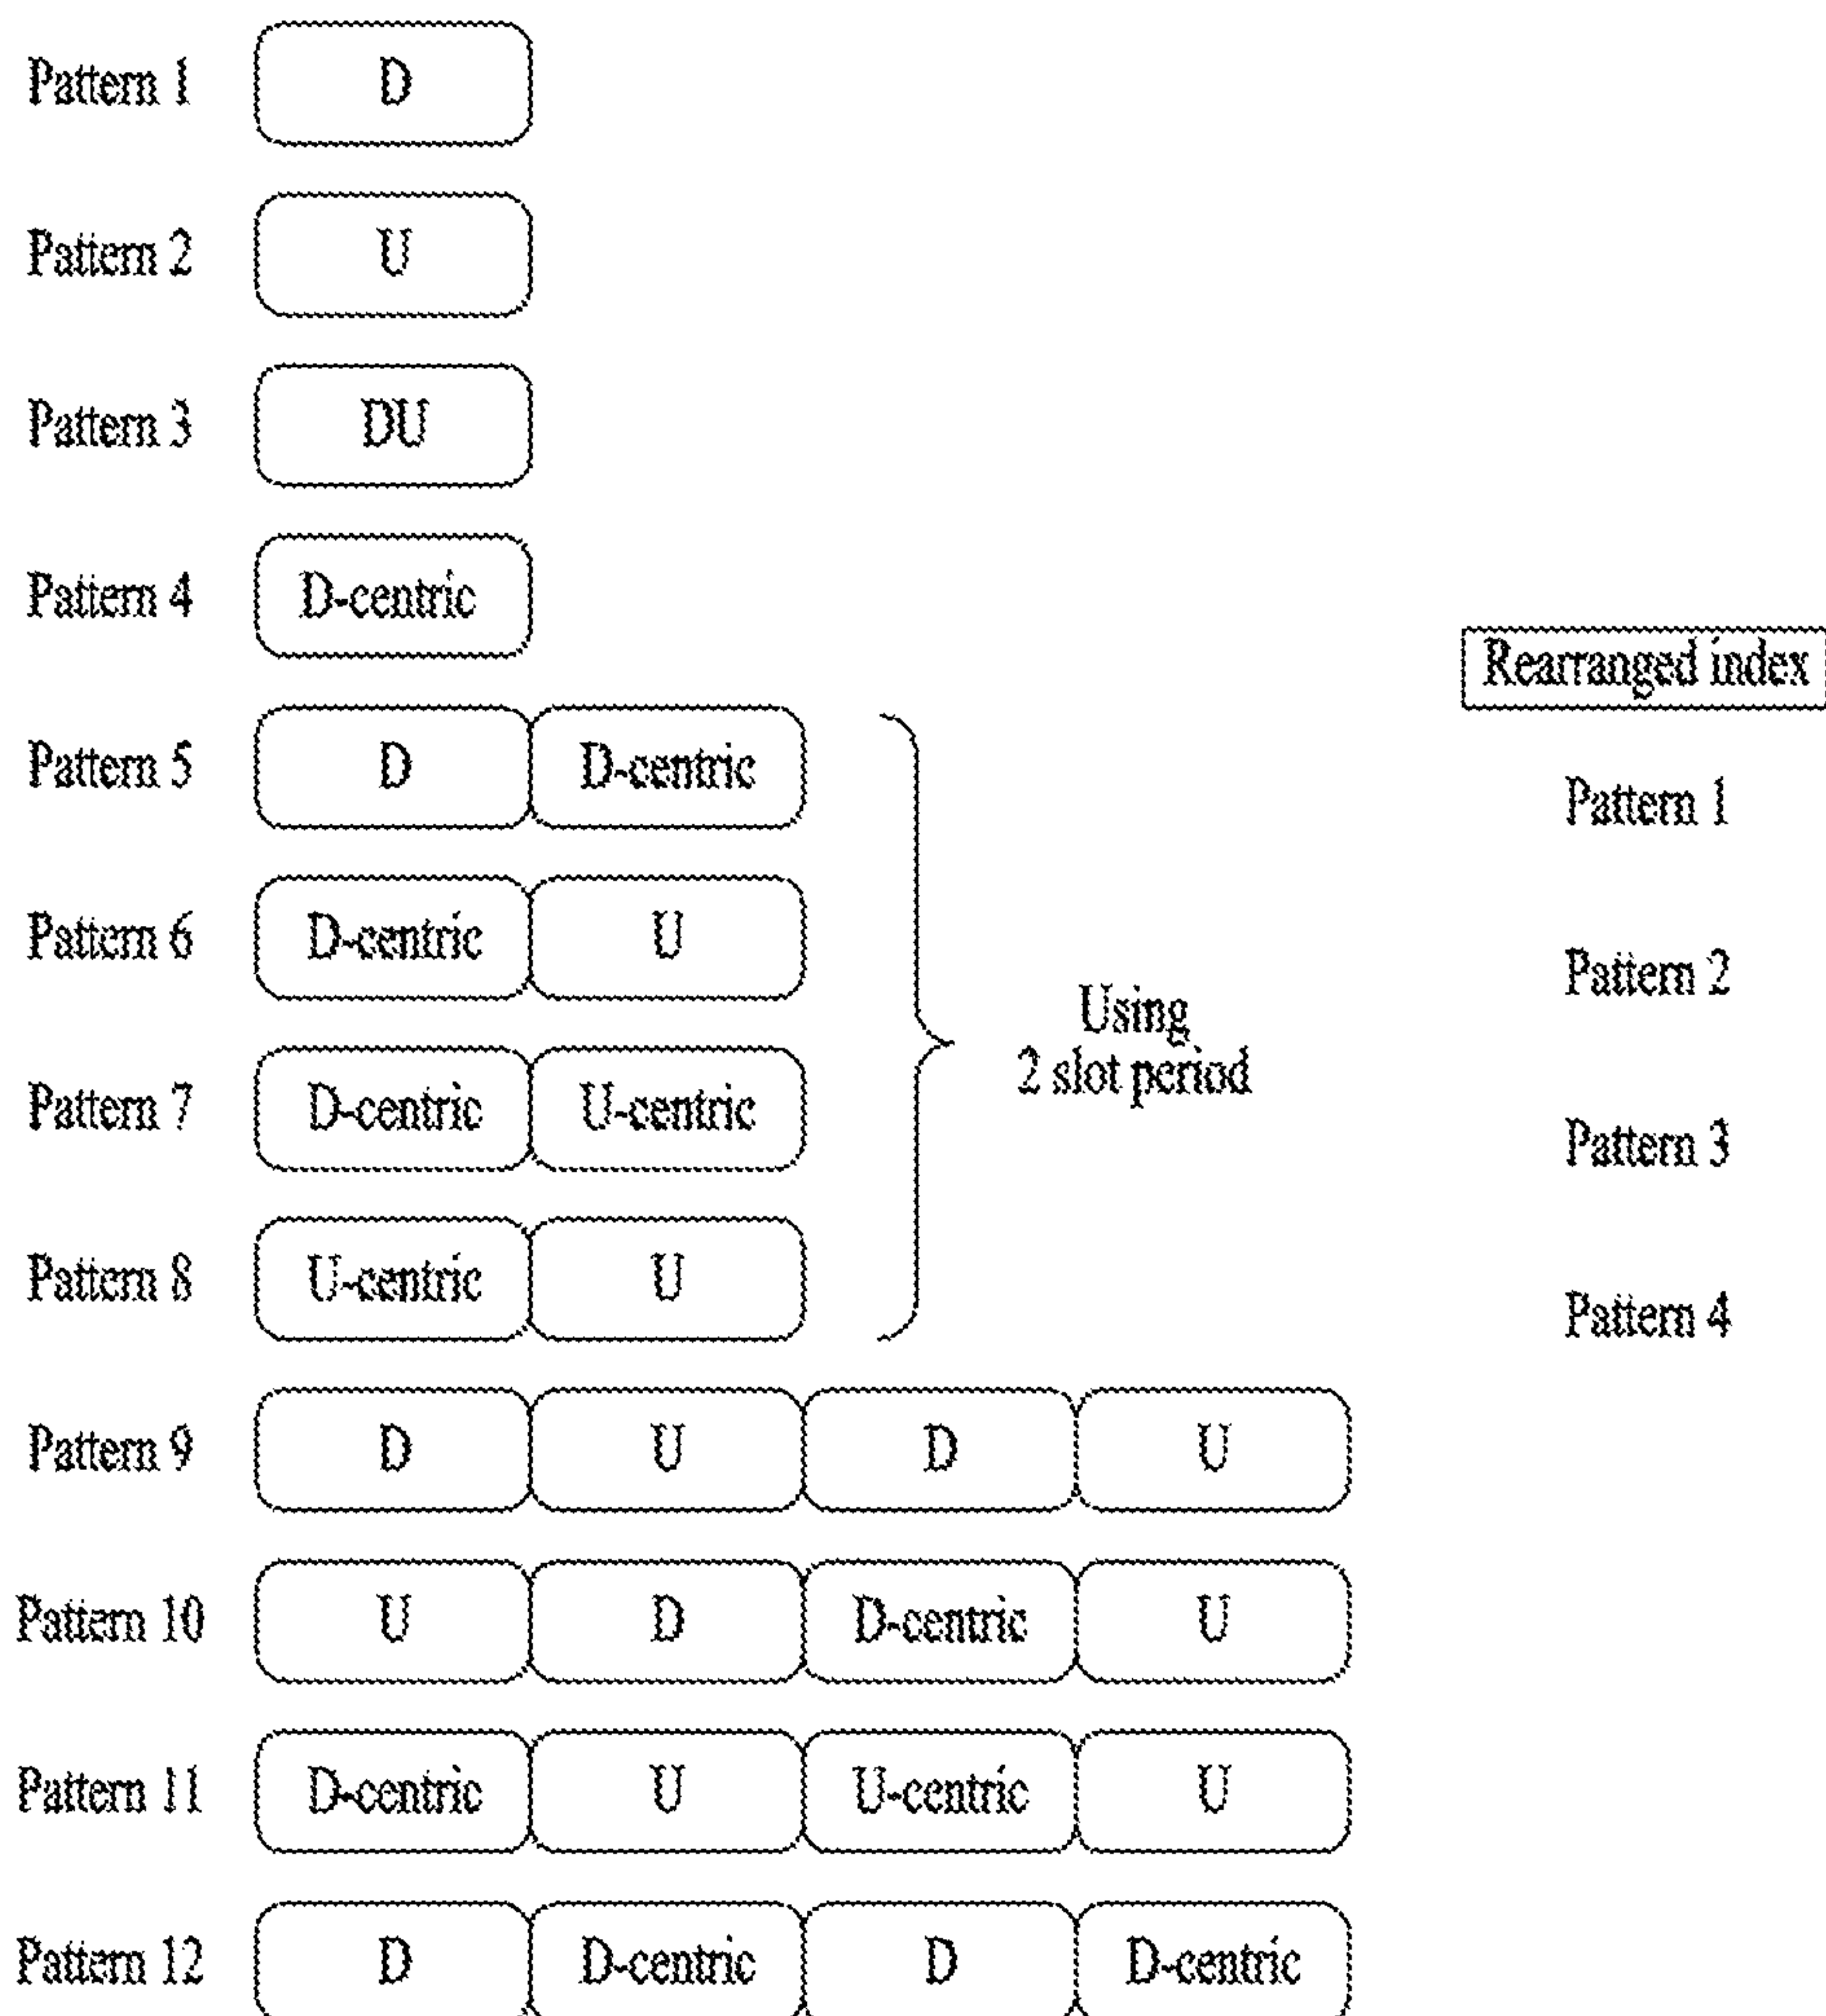 Pattern 1 D
Pattern 2 U
Pattern 3 DU
Pattern 4 D-centric
Rearranged index
Pattern 5 D D-centric
Pattern 1
Pattern 6 D-centric U
Pattern 2
Using
2 slot period
Pattern 7 D-centric U-centric
Pattern 3
Pattern 8 U-centric U
Pattern 4
Pattern 9 D U D U
Pattern 10 U D D-centric U
Pattern 11 D-centric U U-centric U
Pattern 12 D D-centric D D-centric